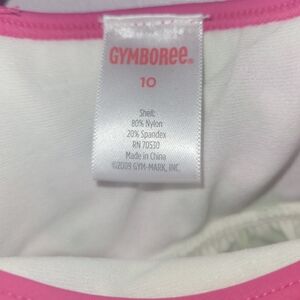 GYMBOREE®
10
Shell:
80% Nylon
20% Spandex
RN 70530
Made in China
©2009 GYM-MARK, INC.